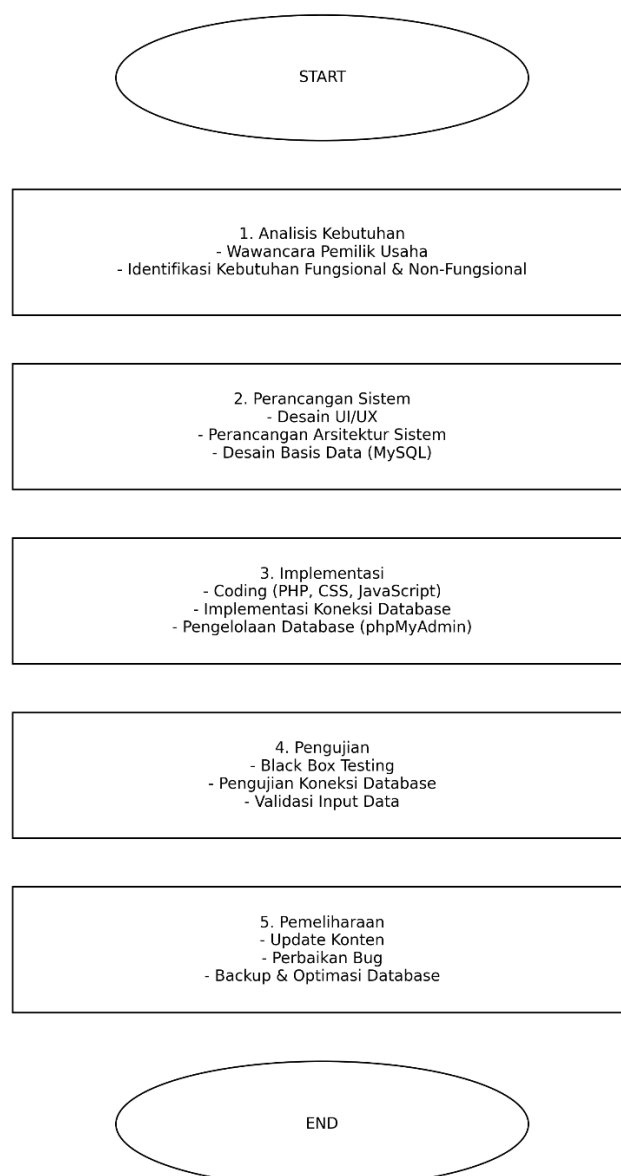 START
1. Analisis Kebutuhan
- Wawancara Pemilik Usaha
- Identifikasi Kebutuhan Fungsional & Non-Fungsional
2. Perancangan Sistem
- Desain UI/UX
- Perancangan Arsitektur Sistem
- Desain Basis Data (MySQL)
3. Implementasi
- Coding (PHP, CSS, JavaScript)
- Implementasi Koneksi Database
- Pengelolaan Database (phpMyAdmin)
4. Pengujian
- Black Box Testing
- Pengujian Koneksi Database
- Validasi Input Data
5. Pemeliharaan
- Update Konten
- Perbaikan Bug
- Backup & Optimasi Database
END